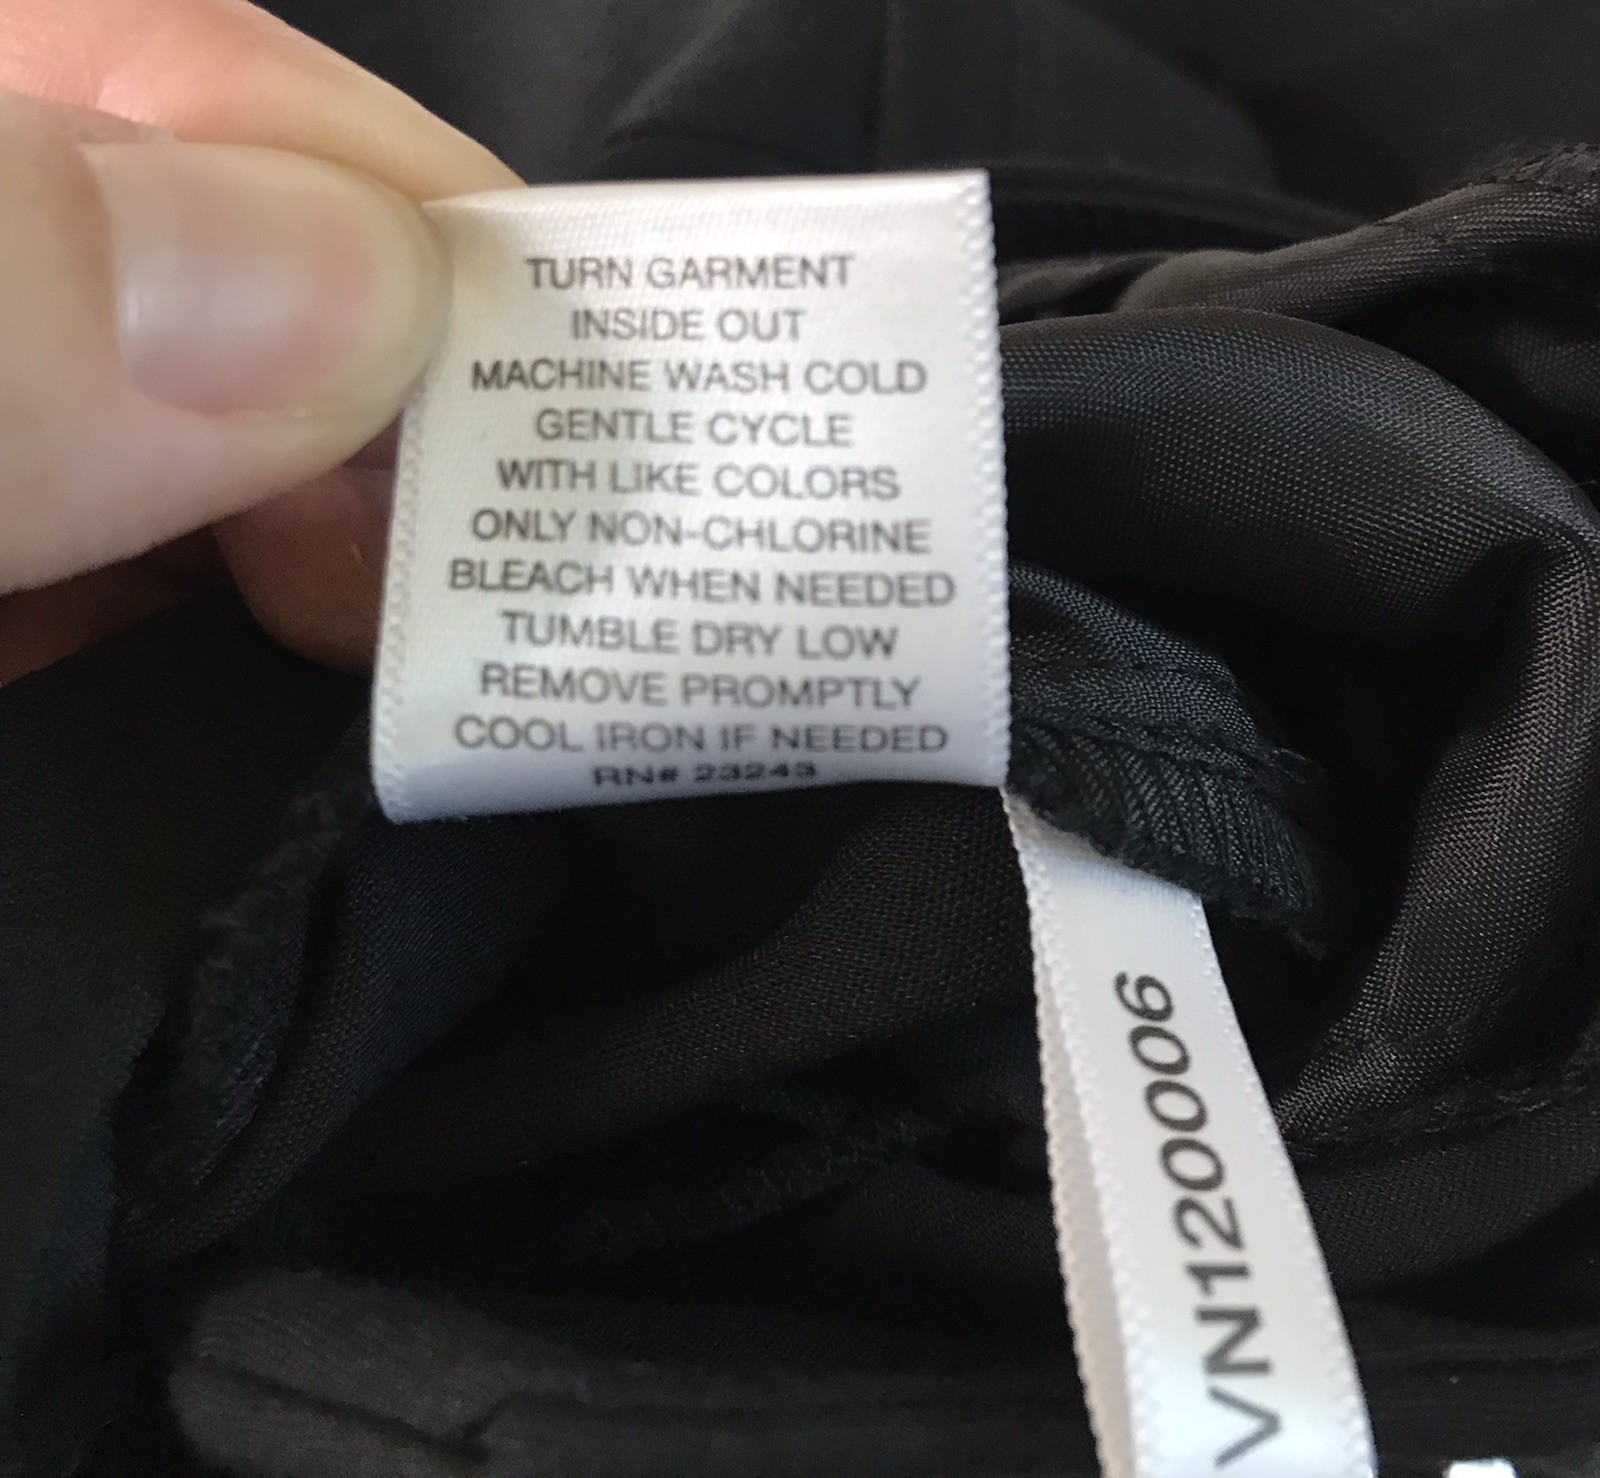 TURN GARMENT
INSIDE OUT
MACHINE WASH COLD
GENTLE CYCLE
WITH LIKE COLORS
ONLY NON-CHLORINE
BLEACH WHEN NEEDED
TUMBLE DRY LOW
REMOVE PROMPTLY
COOL IRON IF NEEDED
RN# 23243
VN120006